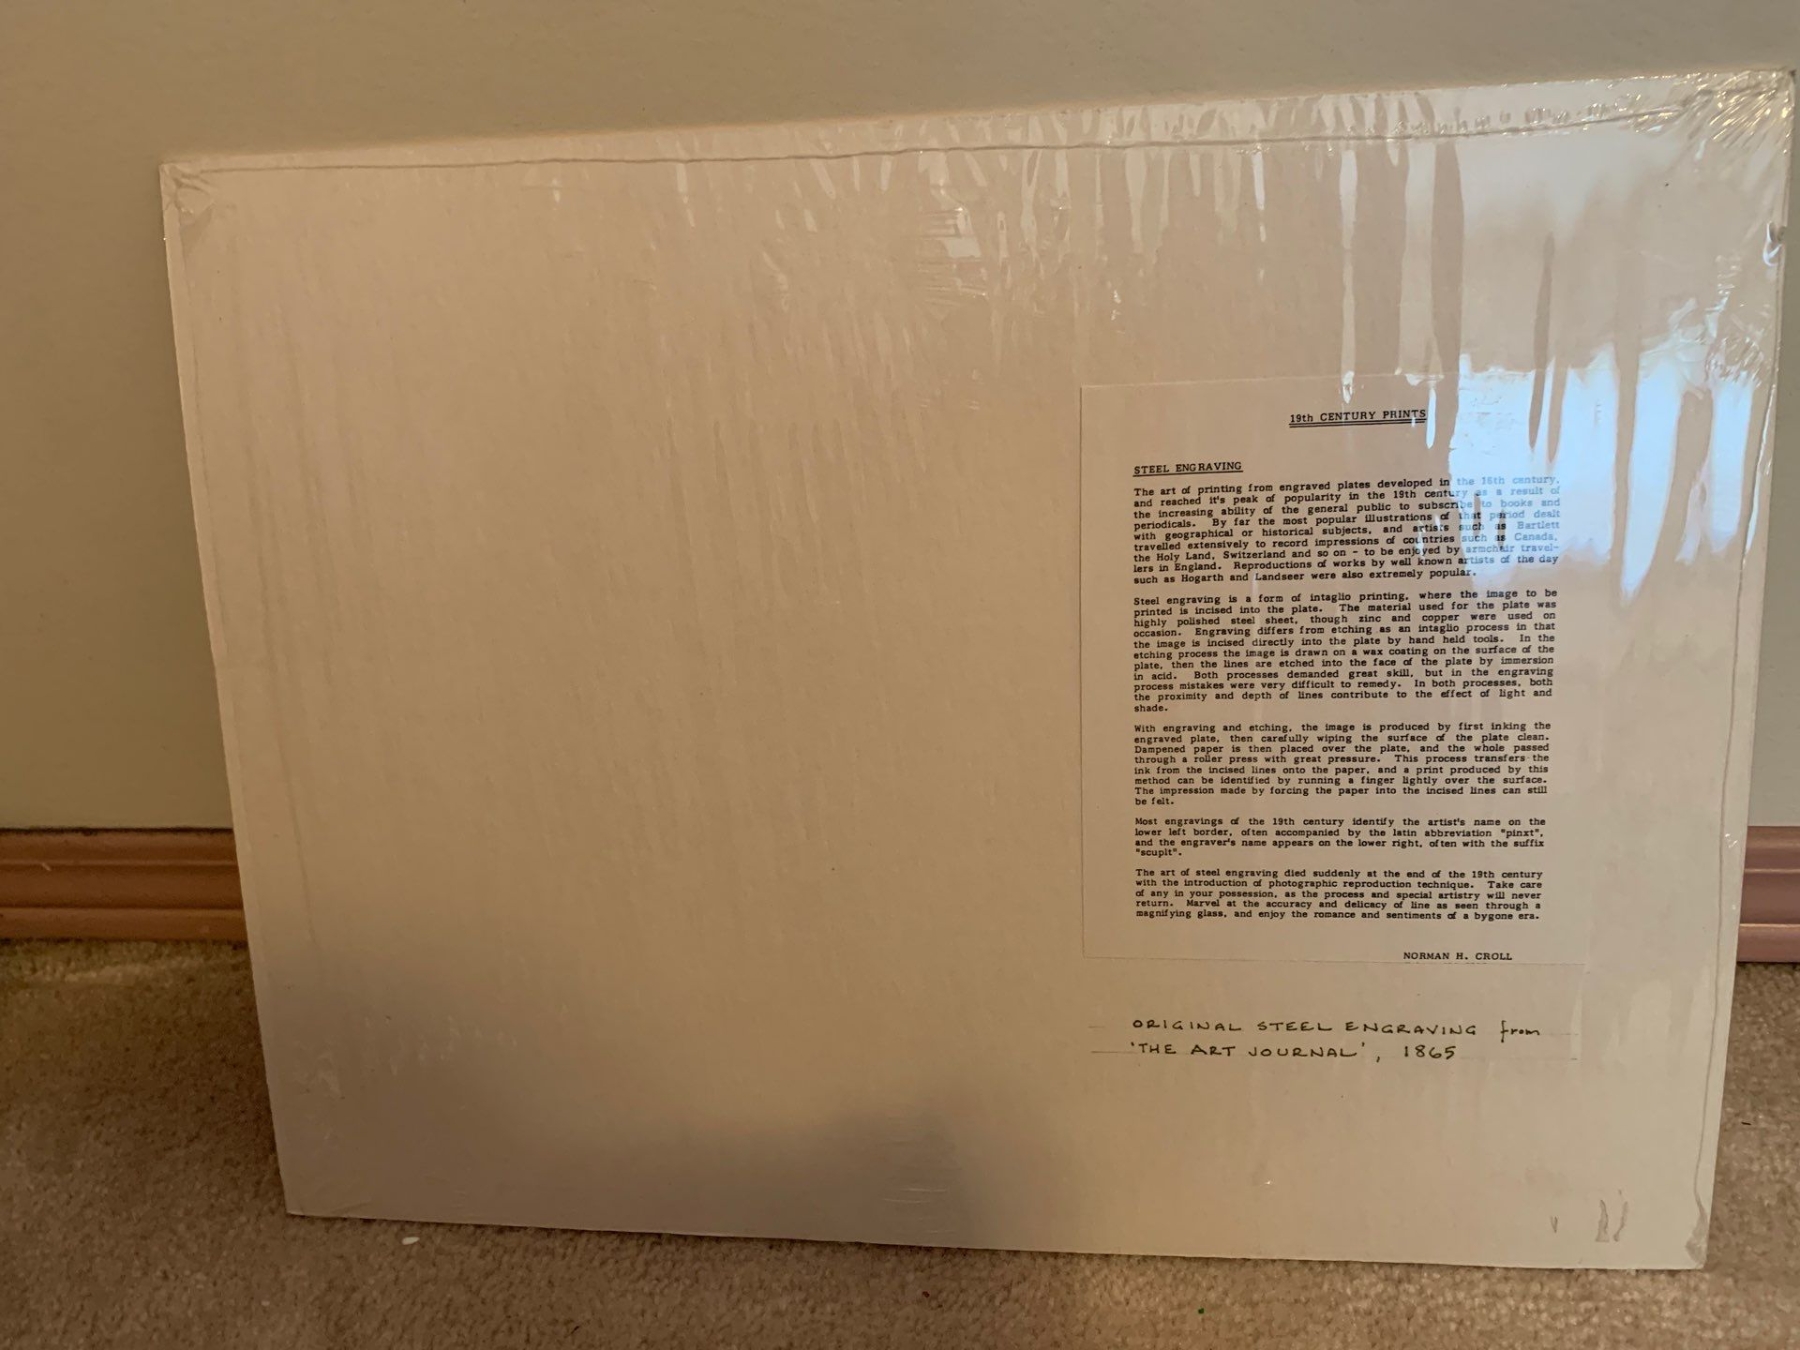 19th CENTURY PRINTS
STEEL ENGRAVING
The art of printing from engraved plates developed in the 16th century,
and reached it's peak of popularity in the 19th century as a result of
the increasing ability of the general public to subscribe to books and
periodicals. By far the most popular illustrations of that period dealt
with geographical or historical subjects, and artists such as Bartlett
travelled extensively to record impressions of countries such as Canada,
the Holy Land, Switzerland and so on - to be enjoyed by armchair travel-
lers in England. Reproductions of works by well known artists of the day
such as Hogarth and Landseer were also extremely popular.
Steel engraving is a form of intaglio printing, where the image to be
printed is incised into the plate. The material used for the plate was
highly polished steel sheet, though zinc and copper were used on
occasion. Engraving differs from etching as an intaglio process in that
the image is incised directly into the plate by hand held tools. In the
etching process the image is drawn on a wax coating on the surface of the
plate, then the lines are etched into the face of the plate by immersion
in acid. Both processes demanded great skill, but in the engraving
process mistakes were very difficult to remedy. In both processes, both
the proximity and depth of lines contribute to the effect of light and
shade.
With engraving and etching, the image is produced by first inking the
engraved plate, then carefully wiping the surface of the plate clean.
Dampened paper is then placed over the plate, and the whole passed
through a roller press with great pressure. This process transfers the
ink from the incised lines onto the paper, and a print produced by this
method can be identified by running a finger lightly over the surface.
The impression made by forcing the paper into the incised lines can still
be felt.
Most engravings of the 19th century identify the artist's name on the
lower left border, often accompanied by the latin abbreviation "pinxt",
and the engraver's name appears on the lower right, often with the suffix
"scuplt".
The art of steel engraving died suddenly at the end of the 19th century
with the introduction of photographic reproduction technique. Take care
of any in your possession, as the process and special artistry will never
return. Marvel at the accuracy and delicacy of line as seen through a
magnifying glass, and enjoy the romance and sentiments of a bygone era.
NORMAN H. CROLL
ORIGINAL STEEL ENGRAVING from
'THE ART JOURNAL', 1865